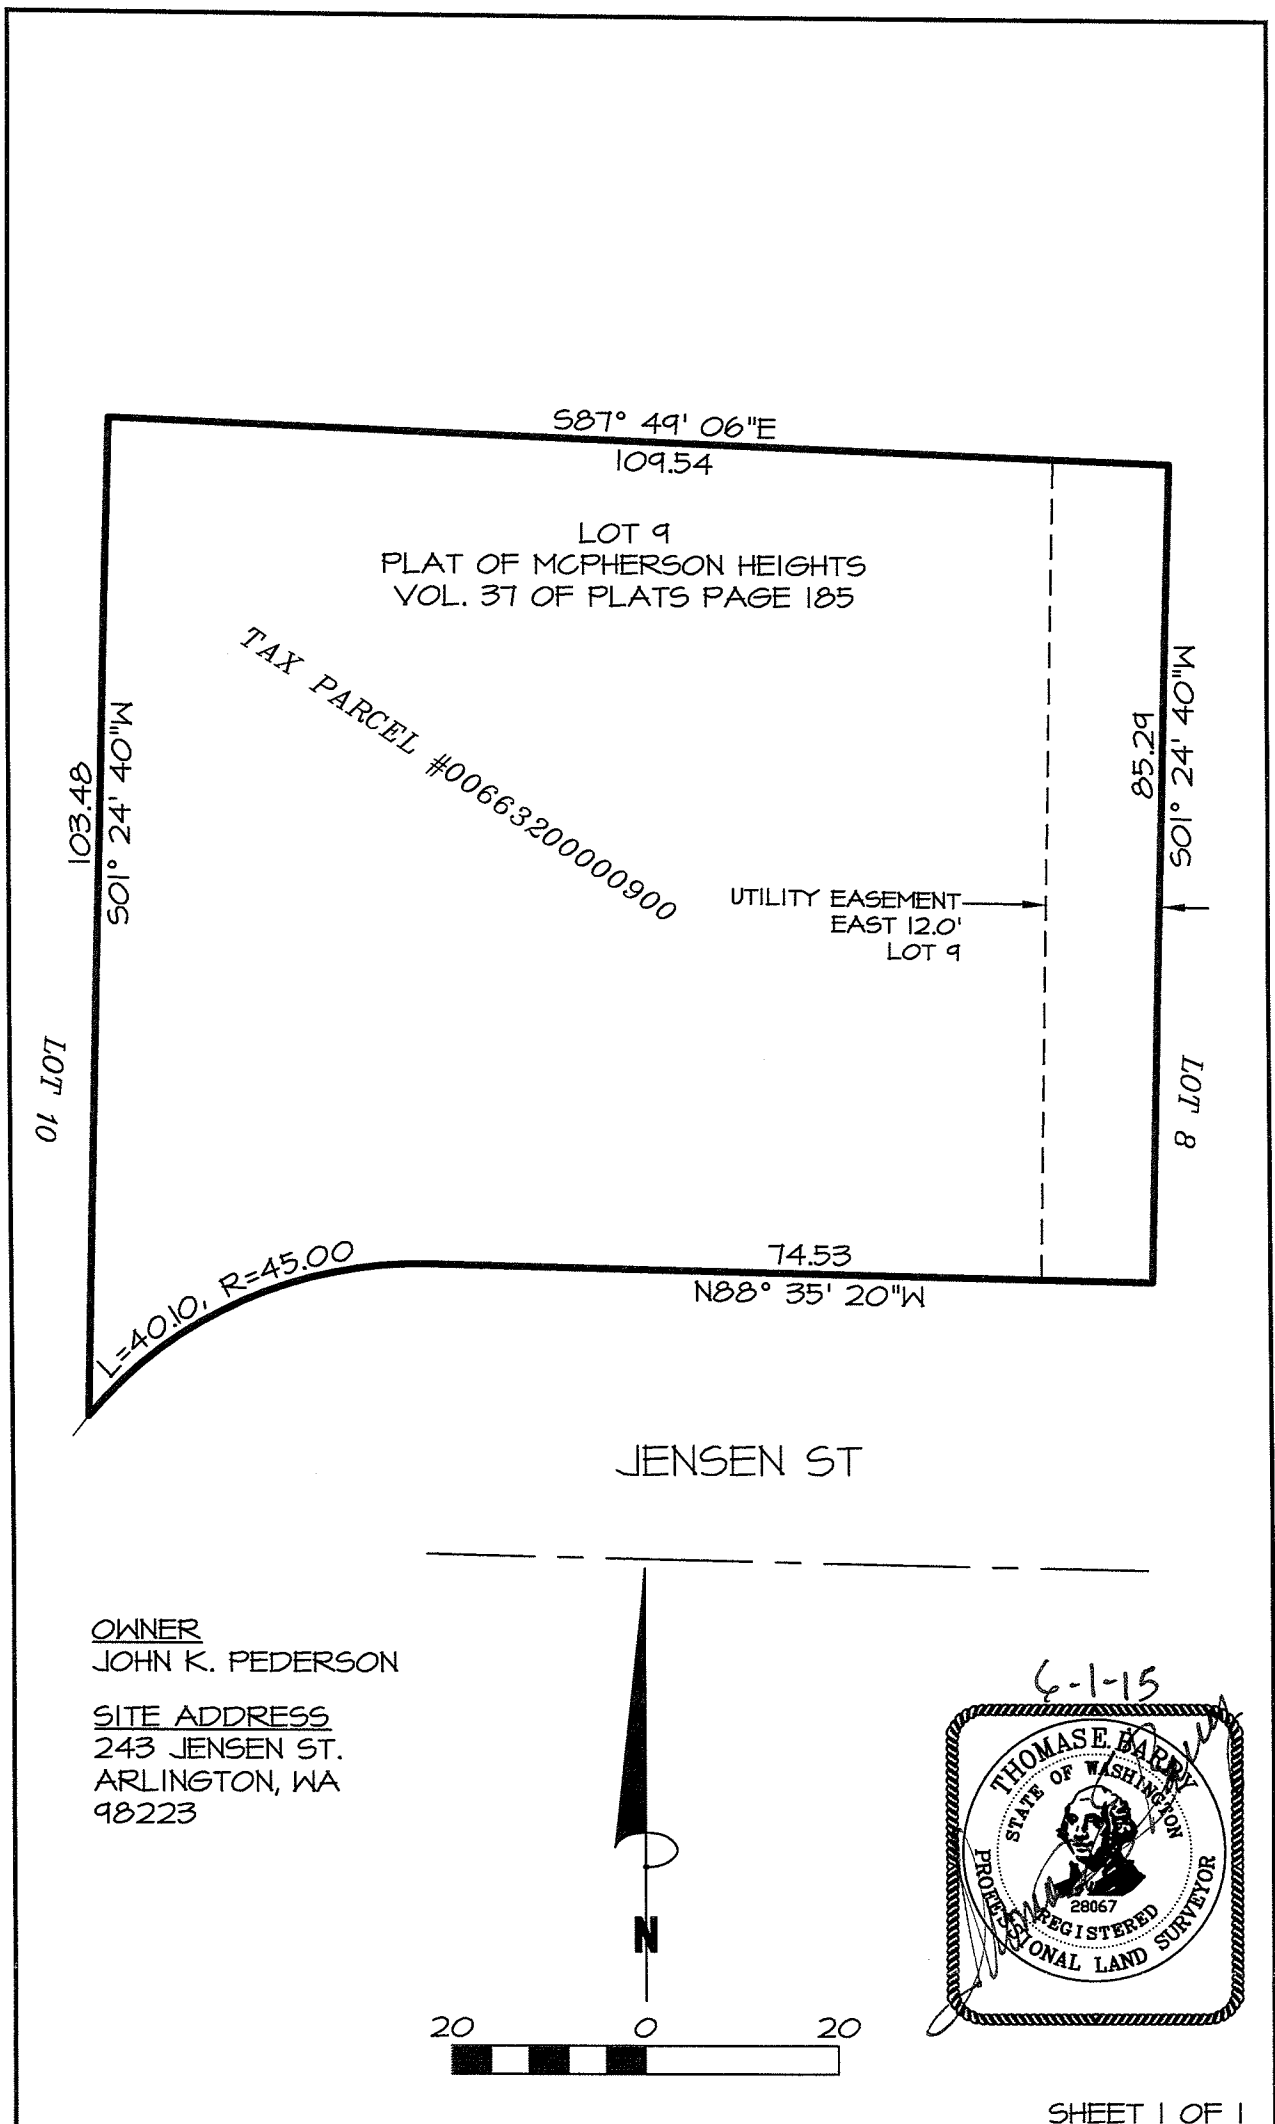 S87° 49' 06"E
109.54
LOT 9
PLAT OF MCPHERSON HEIGHTS
VOL. 37 OF PLATS PAGE 185
TAX PARCEL #00663200000900
103.48
S01° 24' 40"W
85.29
S01° 24' 40"W
UTILITY EASEMENT
EAST 12.0'
LOT 9
LOT 10
LOT 8
L=40.10, R=45.00
74.53
N88° 35' 20"W
JENSEN ST
OWNER
JOHN K. PEDERSON
SITE ADDRESS
243 JENSEN ST.
ARLINGTON, WA
98223
6-1-15
THOMAS E. BARRY
STATE OF WASHINGTON
28067
REGISTERED
PROFESSIONAL LAND SURVEYOR
N
20 0 20
SHEET 1 OF 1